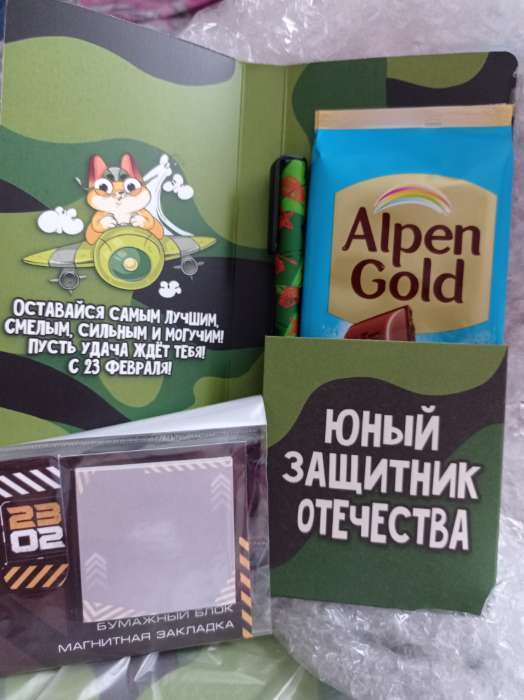 ОСТАВАЙСЯ САМЫМ ЛУЧШИМ,
СМЕЛЫМ, СИЛЬНЫМ И МОГУЧИМ!
ПУСТЬ УДАЧА ЖДЁТ ТЕБЯ!
С 23 ФЕВРАЛЯ!
Alpen
Gold
ЮНЫЙ
ЗАЩИТНИК
ОТЕЧЕСТВА
23
02
БУМАЖНЫЙ БЛОК
МАГНИТНАЯ ЗАКЛАДКА